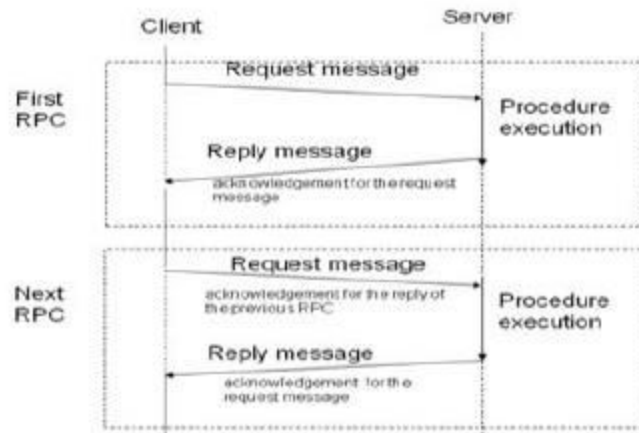 Client
Server
Request message
First
RPC
Procedure
execution
Reply message
acknowledgement for the request
message
Request message
Next
RPC
acknowledgement for the reply of
the previous RPC
Procedure
execution
Reply message
acknowledgement for the
request message